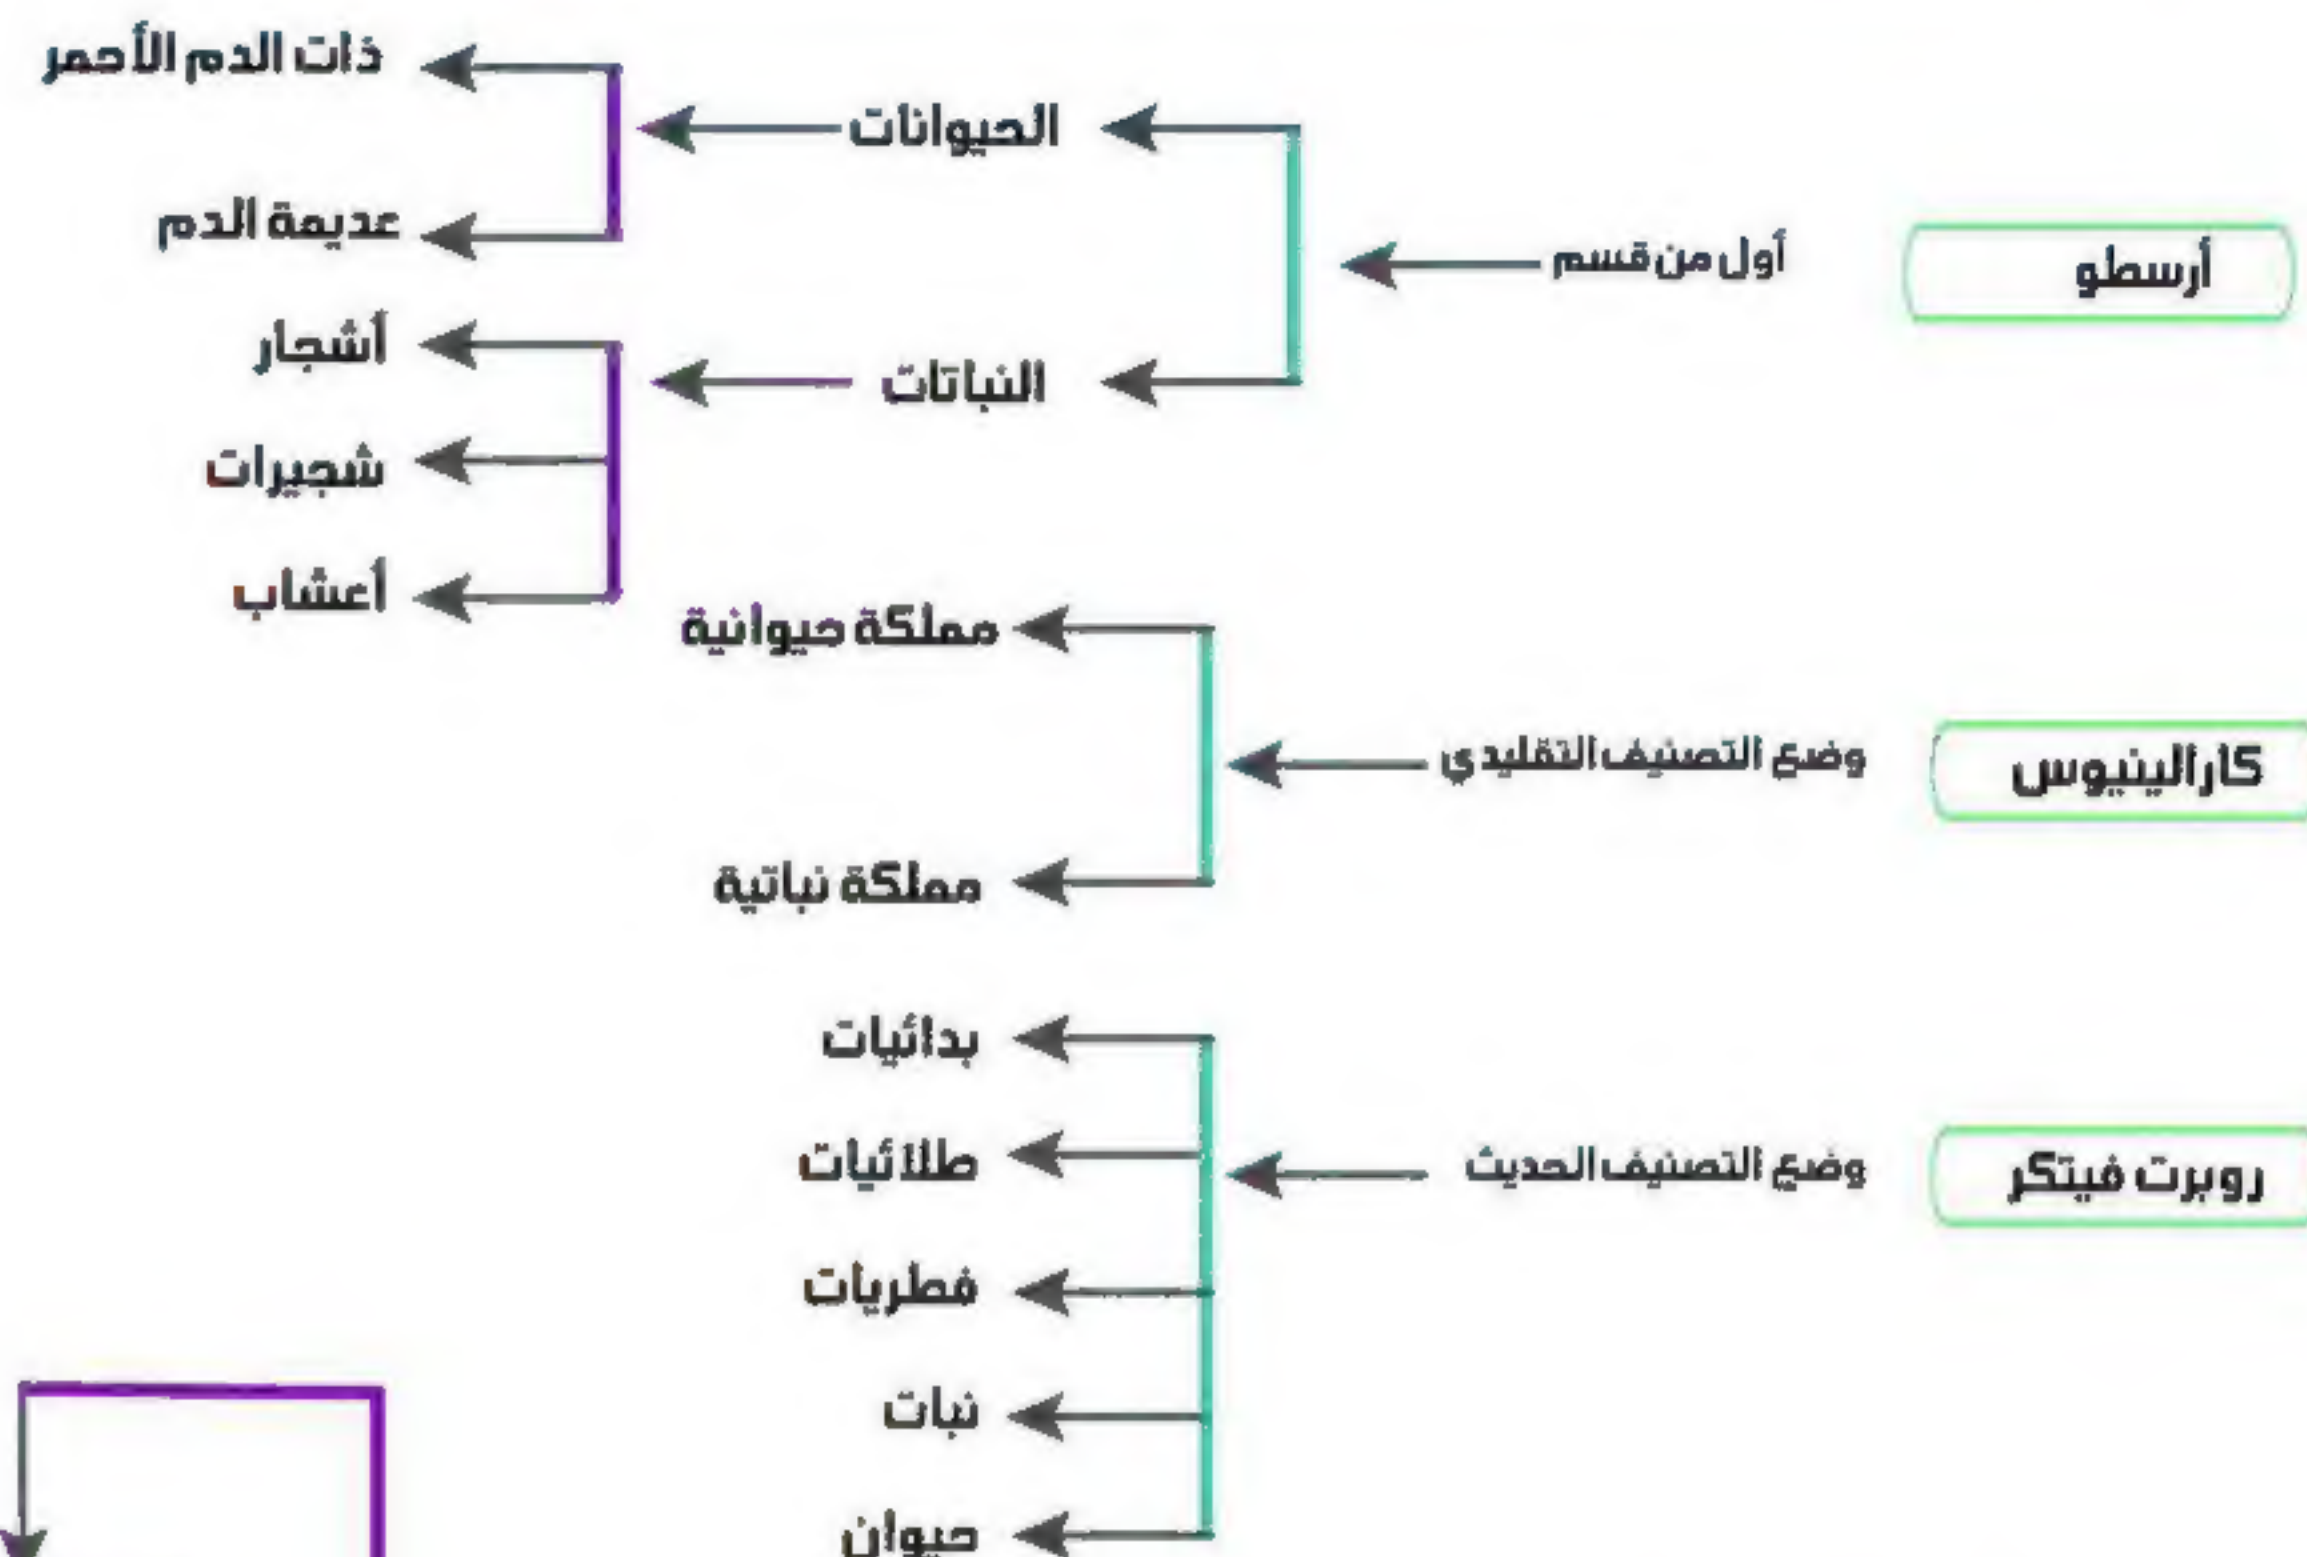 أرسطو
أول من قسم
الحيوانات
ذات الدم الأحمر
عديمة الدم
النباتات
أشجار
شجيرات
أعشاب
كارالينيوس
وضع التصنيف التقليدي
مملكة حيوانية
مملكة نباتية
روبرت فيتكر
وضع التصنيف الحديث
بدائيات
طلائيات
فطريات
نبات
حيوان